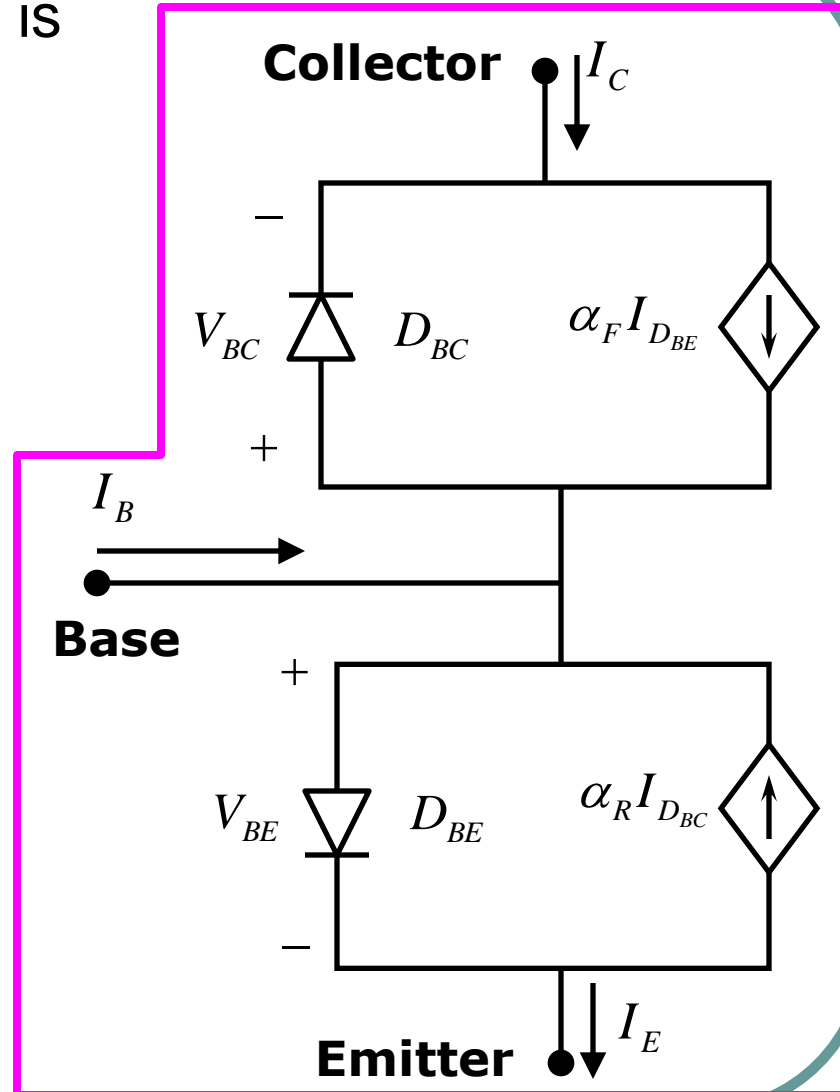 IS
Collector
I_C
−
V_BC
D_BC
α_F I_D_BE
+
I_B
Base
+
V_BE
D_BE
α_R I_D_BC
−
I_E
Emitter